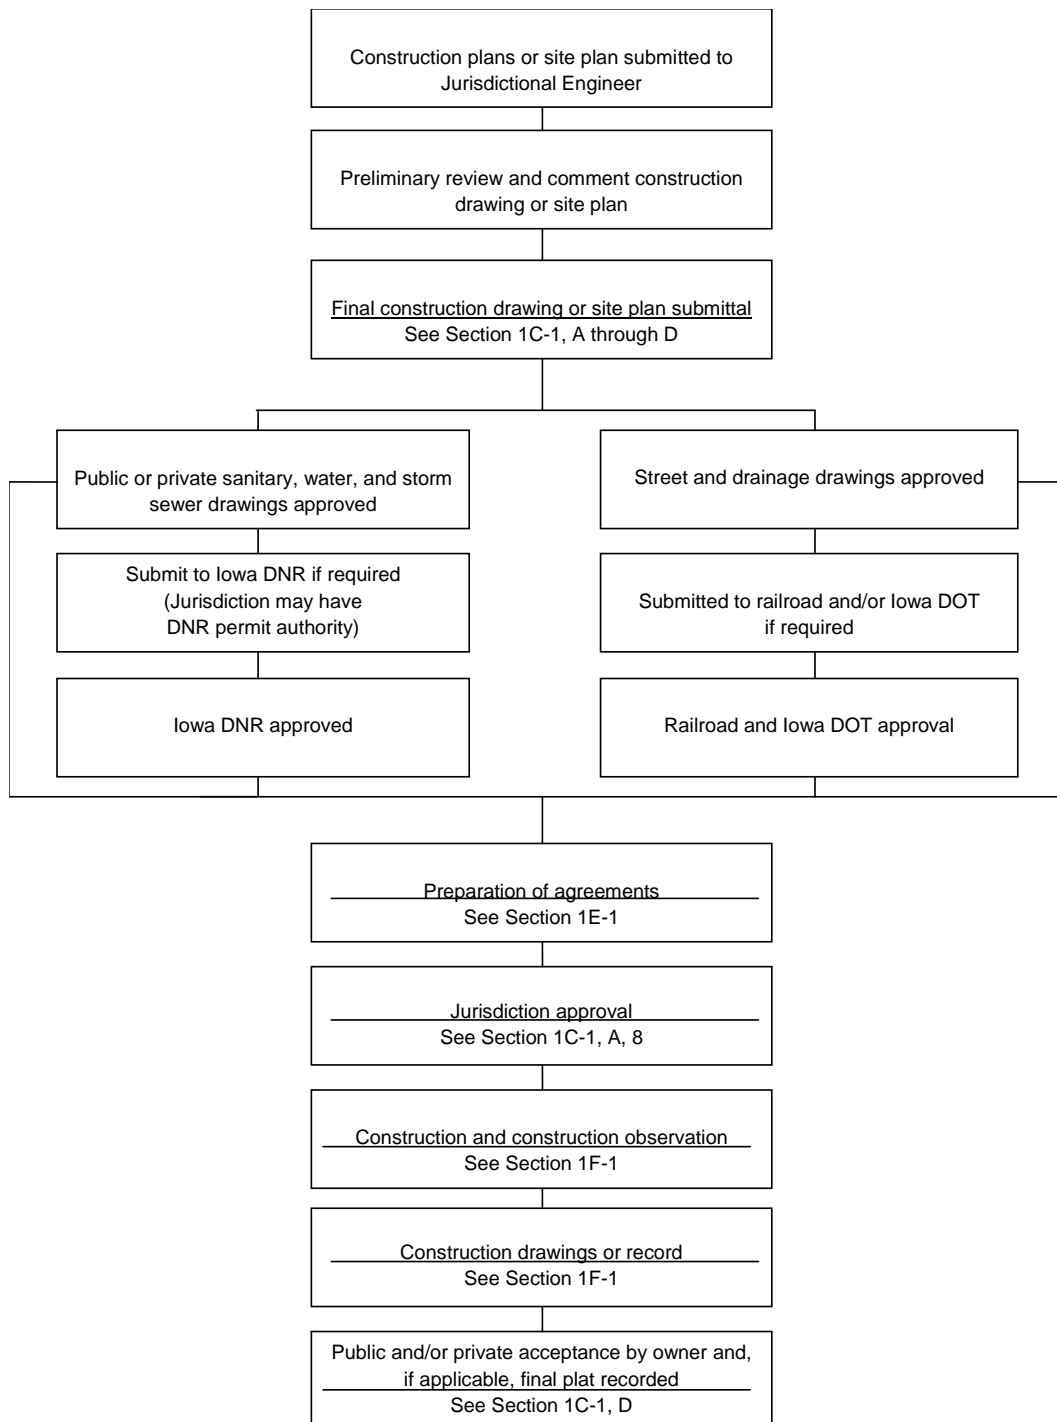 Construction plans or site plan submitted to
Jurisdictional Engineer
Preliminary review and comment construction
drawing or site plan
Final construction drawing or site plan submittal
See Section 1C-1, A through D
Public or private sanitary, water, and storm
sewer drawings approved
Submit to Iowa DNR if required
(Jurisdiction may have
DNR permit authority)
Iowa DNR approved
Street and drainage drawings approved
Submitted to railroad and/or Iowa DOT
if required
Railroad and Iowa DOT approval
Preparation of agreements
See Section 1E-1
Jurisdiction approval
See Section 1C-1, A, 8
Construction and construction observation
See Section 1F-1
Construction drawings or record
See Section 1F-1
Public and/or private acceptance by owner and,
if applicable, final plat recorded
See Section 1C-1, D